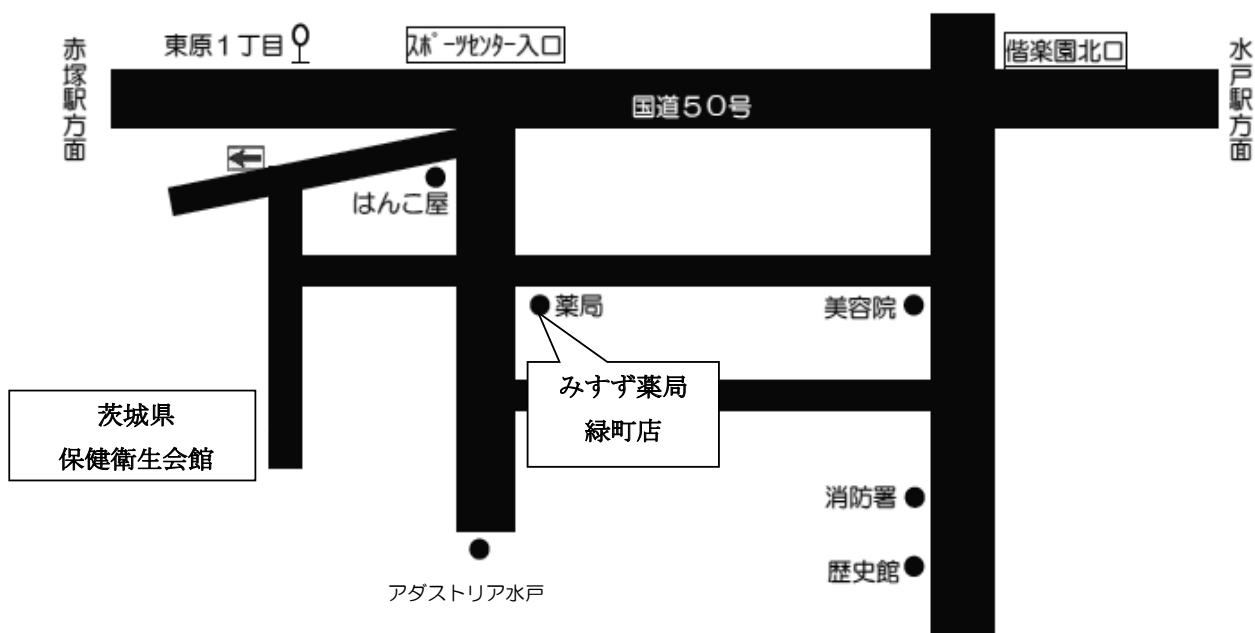 赤塚駅方面
東原1丁目
スポーツセンター入口
偕楽園北口
水戸駅方面
国道50号
はんこ屋
薬局
美容院
みすず薬局
緑町店
茨城県
保健衛生会館
消防署
歴史館
アダストリア水戸